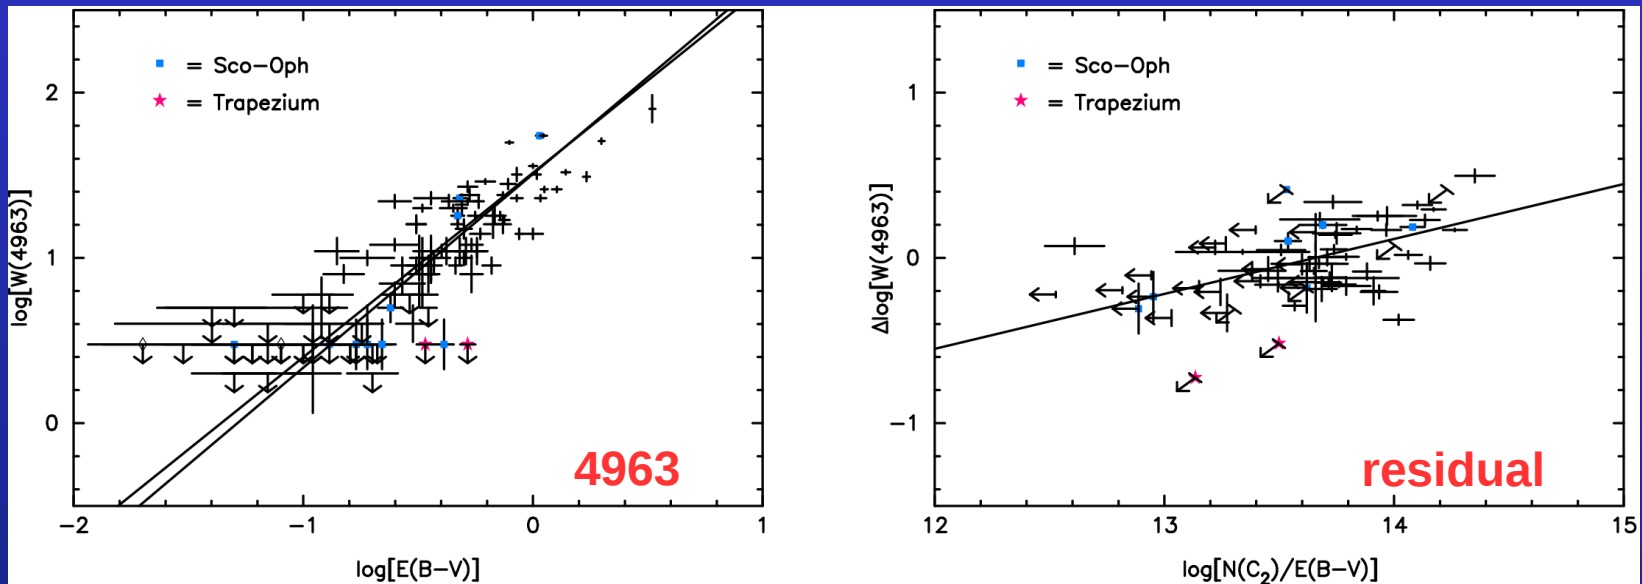 = Sco-Oph
= Trapezium
2
1
0
log[W(4963)]
4963
-2
-1
0
1
log[E(B-V)]
= Sco-Oph
= Trapezium
1
0
-1
Δlog[W(4963)]
residual
12
13
14
15
log[N(C₂)/E(B-V)]